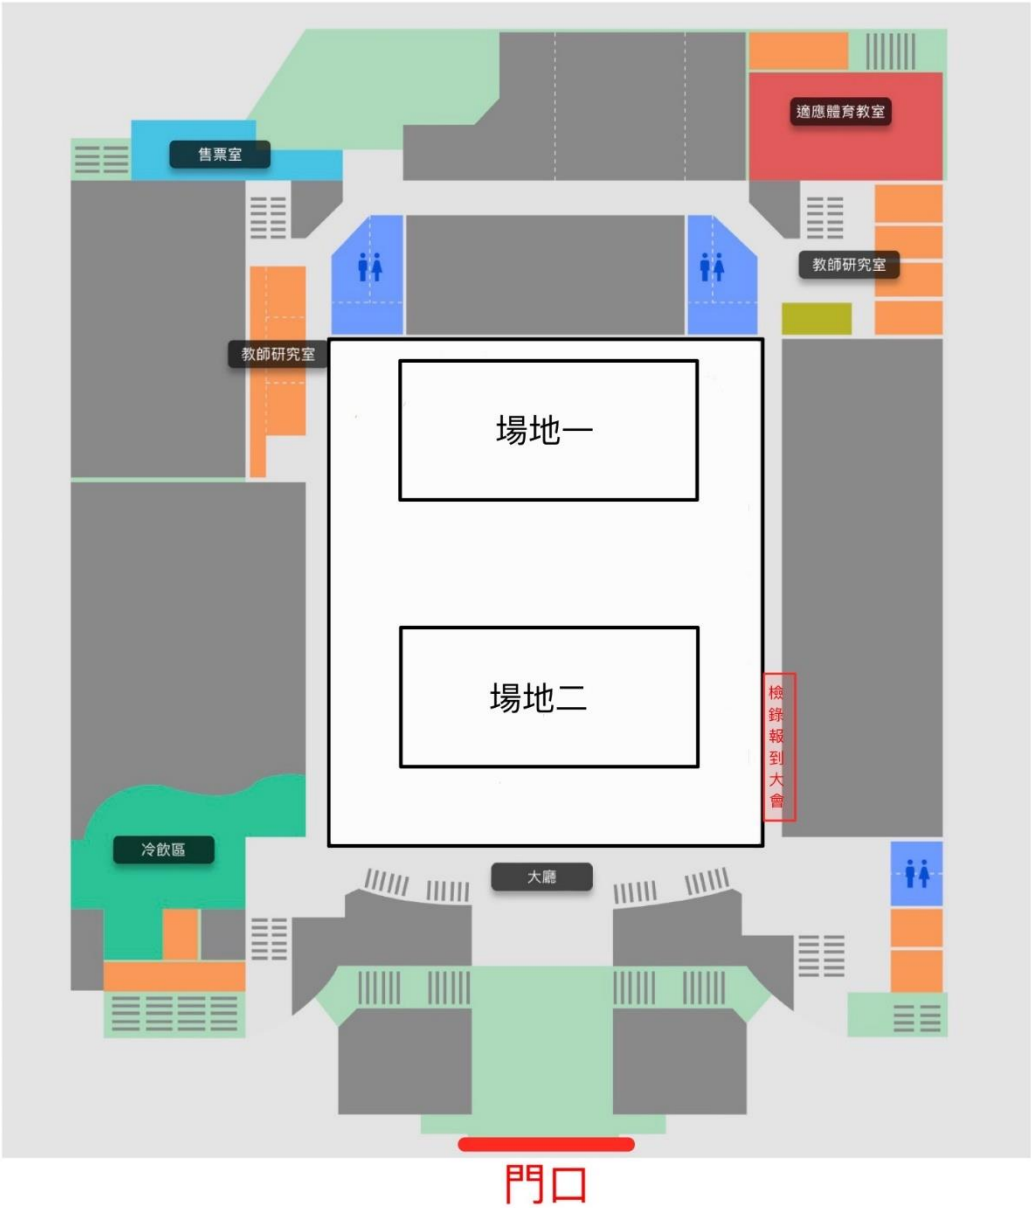 適應體育教室
售票室
教師研究室
教師研究室
場地一
場地二
檢錄報到大會
冷飲區
大廳
門口